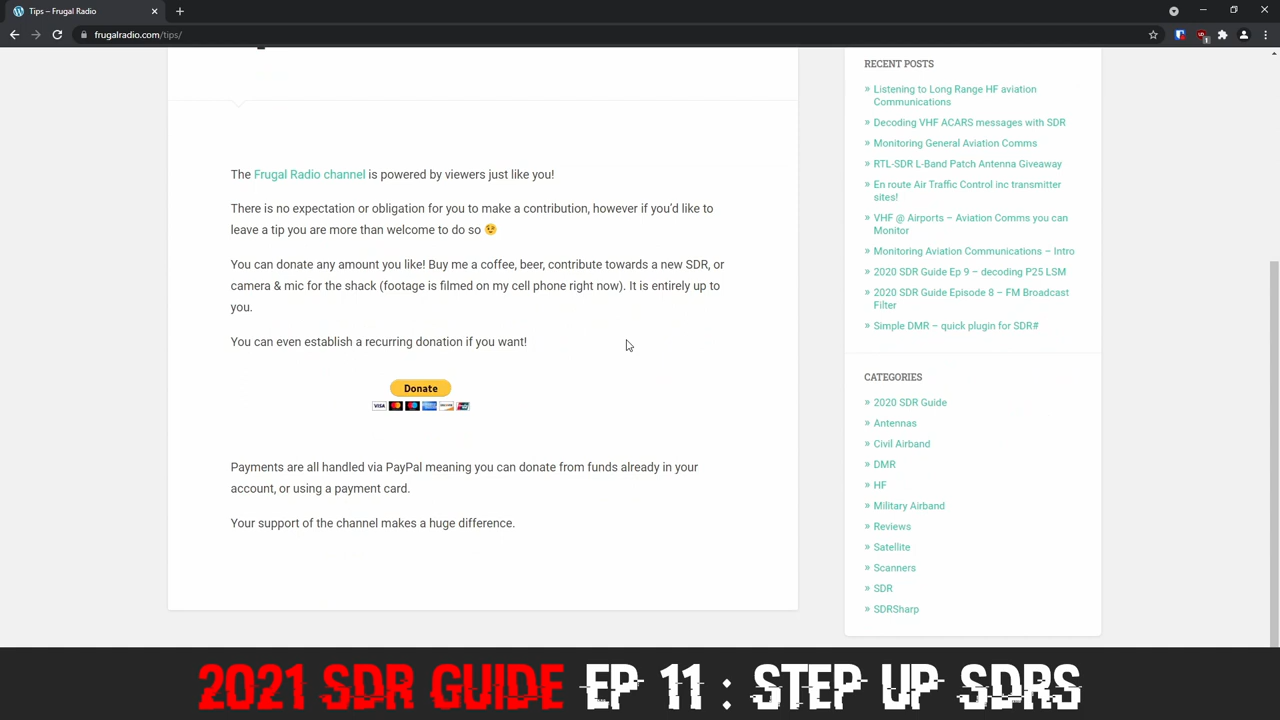 Tips – Frugal Radio
frugalradio.com/tips/
The Frugal Radio channel is powered by viewers just like you!
There is no expectation or obligation for you to make a contribution, however if you'd like to
leave a tip you are more than welcome to do so 😉
You can donate any amount you like! Buy me a coffee, beer, contribute towards a new SDR, or
camera & mic for the shack (footage is filmed on my cell phone right now). It is entirely up to
you.
You can even establish a recurring donation if you want!
Donate
VISA
Payments are all handled via PayPal meaning you can donate from funds already in your
account, or using a payment card.
Your support of the channel makes a huge difference.
RECENT POSTS
» Listening to Long Range HF aviation
Communications
» Decoding VHF ACARS messages with SDR
» Monitoring General Aviation Comms
» RTL-SDR L-Band Patch Antenna Giveaway
» En route Air Traffic Control inc transmitter
sites!
» VHF @ Airports – Aviation Comms you can
Monitor
» Monitoring Aviation Communications – Intro
» 2020 SDR Guide Ep 9 – decoding P25 LSM
» 2020 SDR Guide Episode 8 – FM Broadcast
Filter
» Simple DMR – quick plugin for SDR#
CATEGORIES
» 2020 SDR Guide
» Antennas
» Civil Airband
» DMR
» HF
» Military Airband
» Reviews
» Satellite
» Scanners
» SDR
» SDRSharp
2021 SDR GUIDE EP 11 : STEP UP SDRS